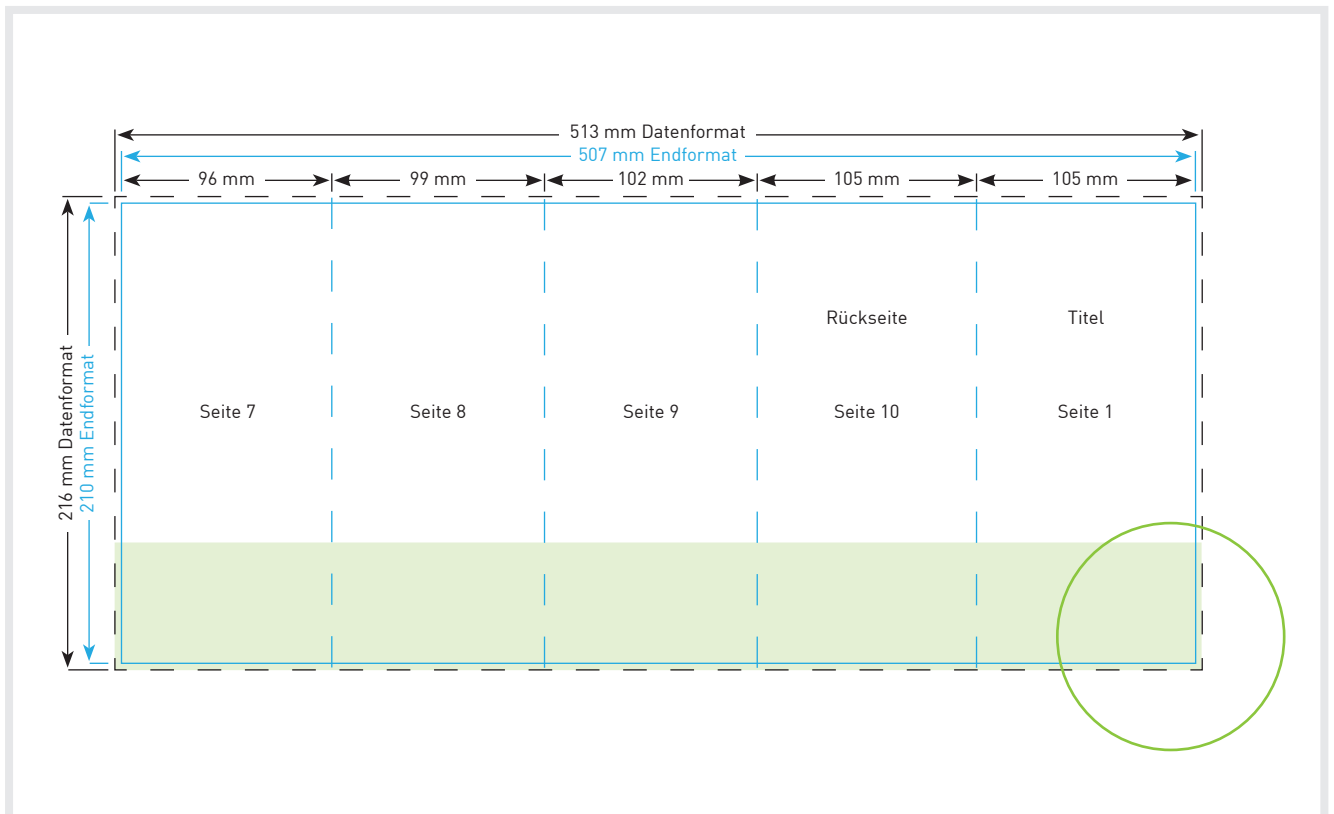 513 mm Datenformat
507 mm Endformat
96 mm
99 mm
102 mm
105 mm
105 mm
216 mm Datenformat
210 mm Endformat
Rückseite
Titel
Seite 7
Seite 8
Seite 9
Seite 10
Seite 1